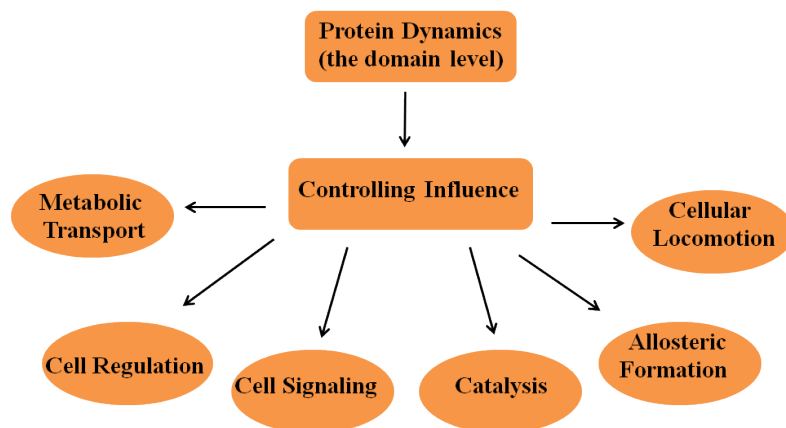 Protein Dynamics
(the domain level)
Controlling Influence
Metabolic
Transport
Cellular
Locomotion
Cell Regulation
Cell Signaling
Catalysis
Allosteric
Formation